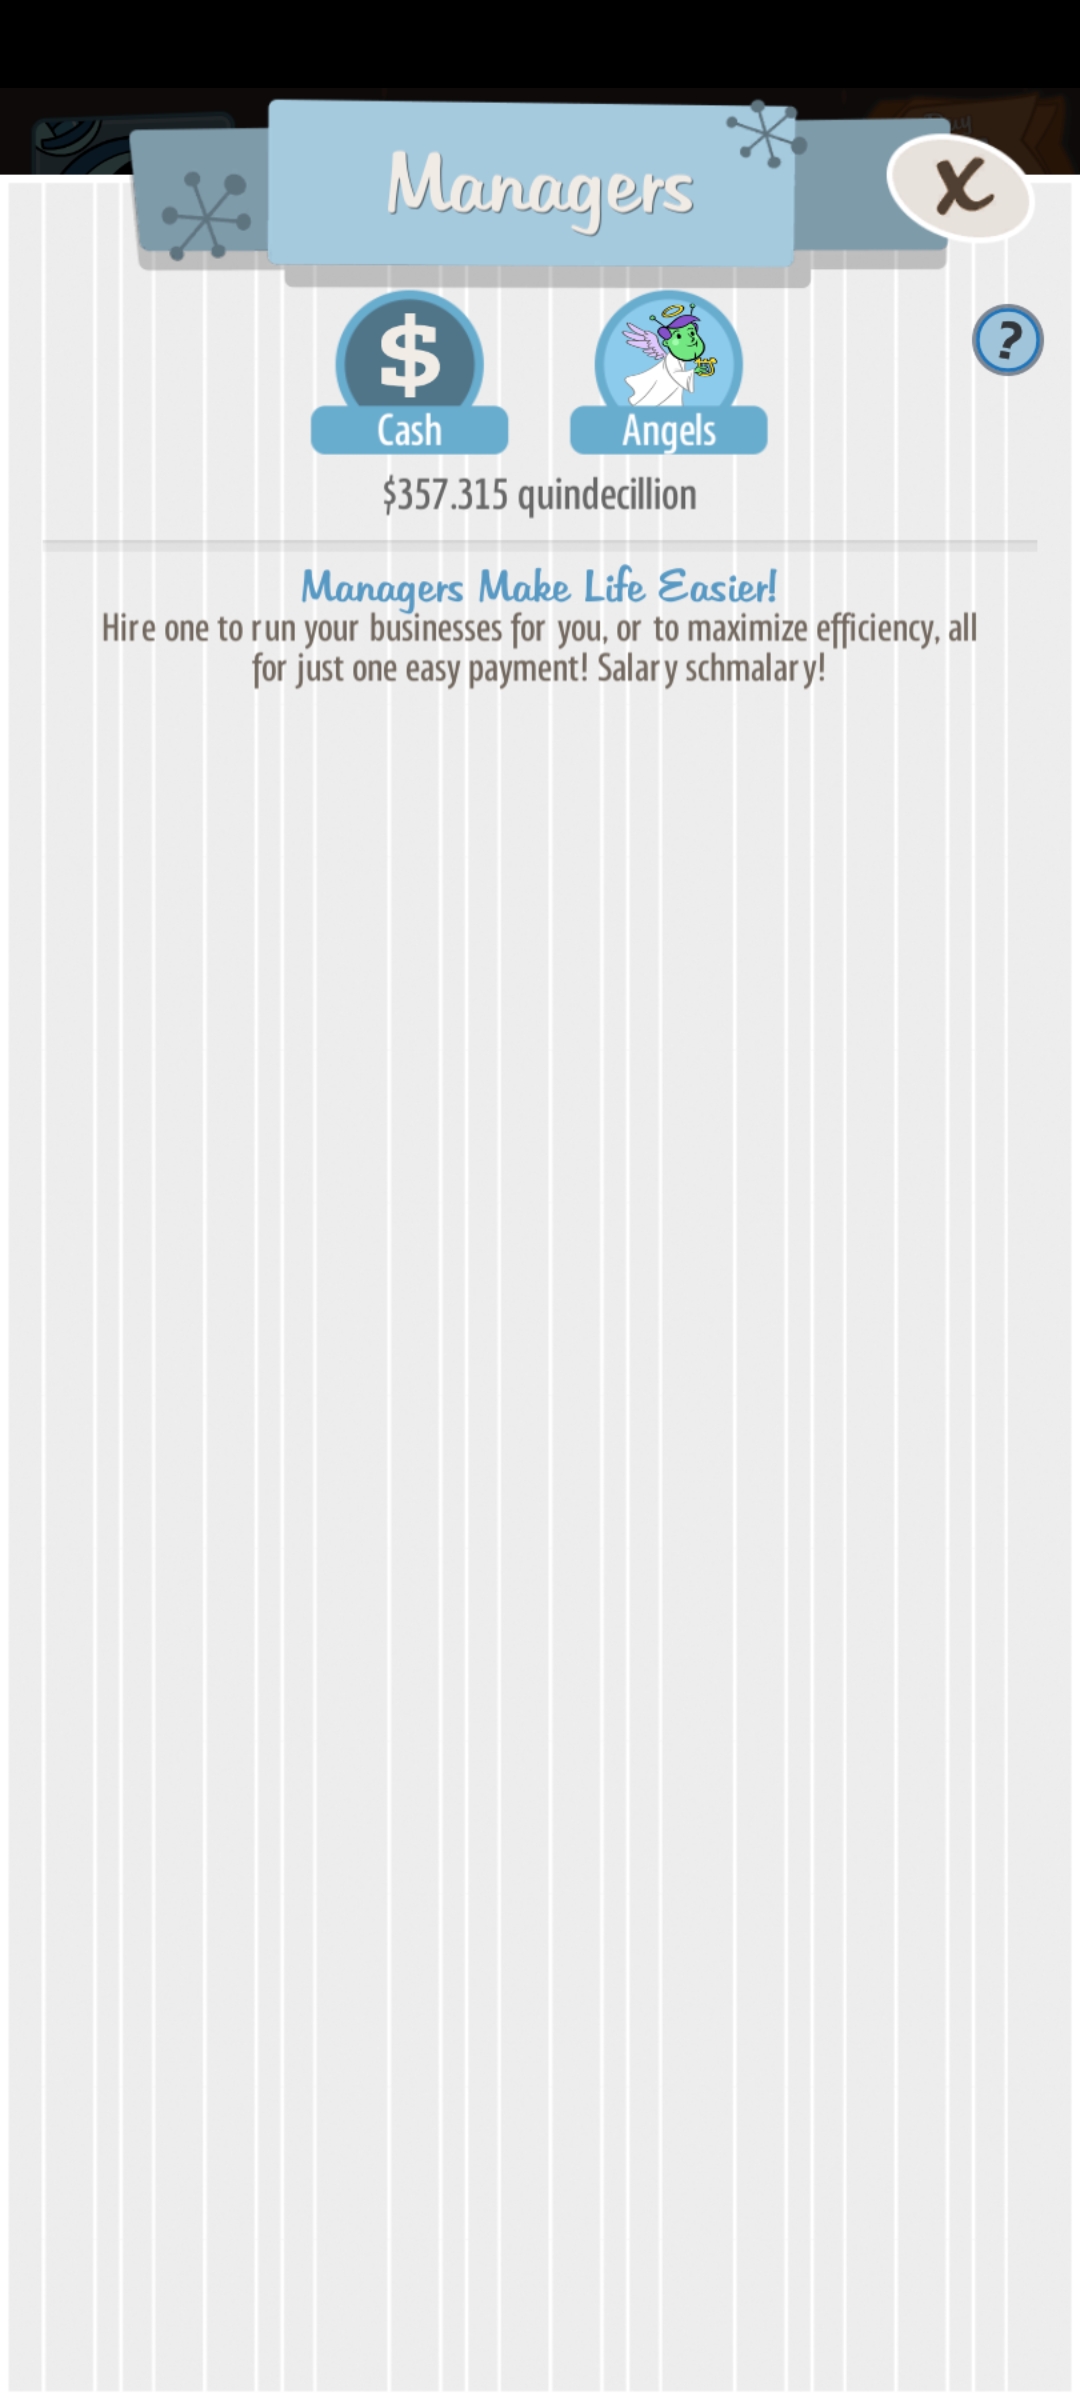 Managers
X
$
?
Cash
Angels
$357.315 quindecillion
Managers Make Life Easier!
Hire one to run your businesses for you, or to maximize efficiency, all
for just one easy payment! Salary schmalary!